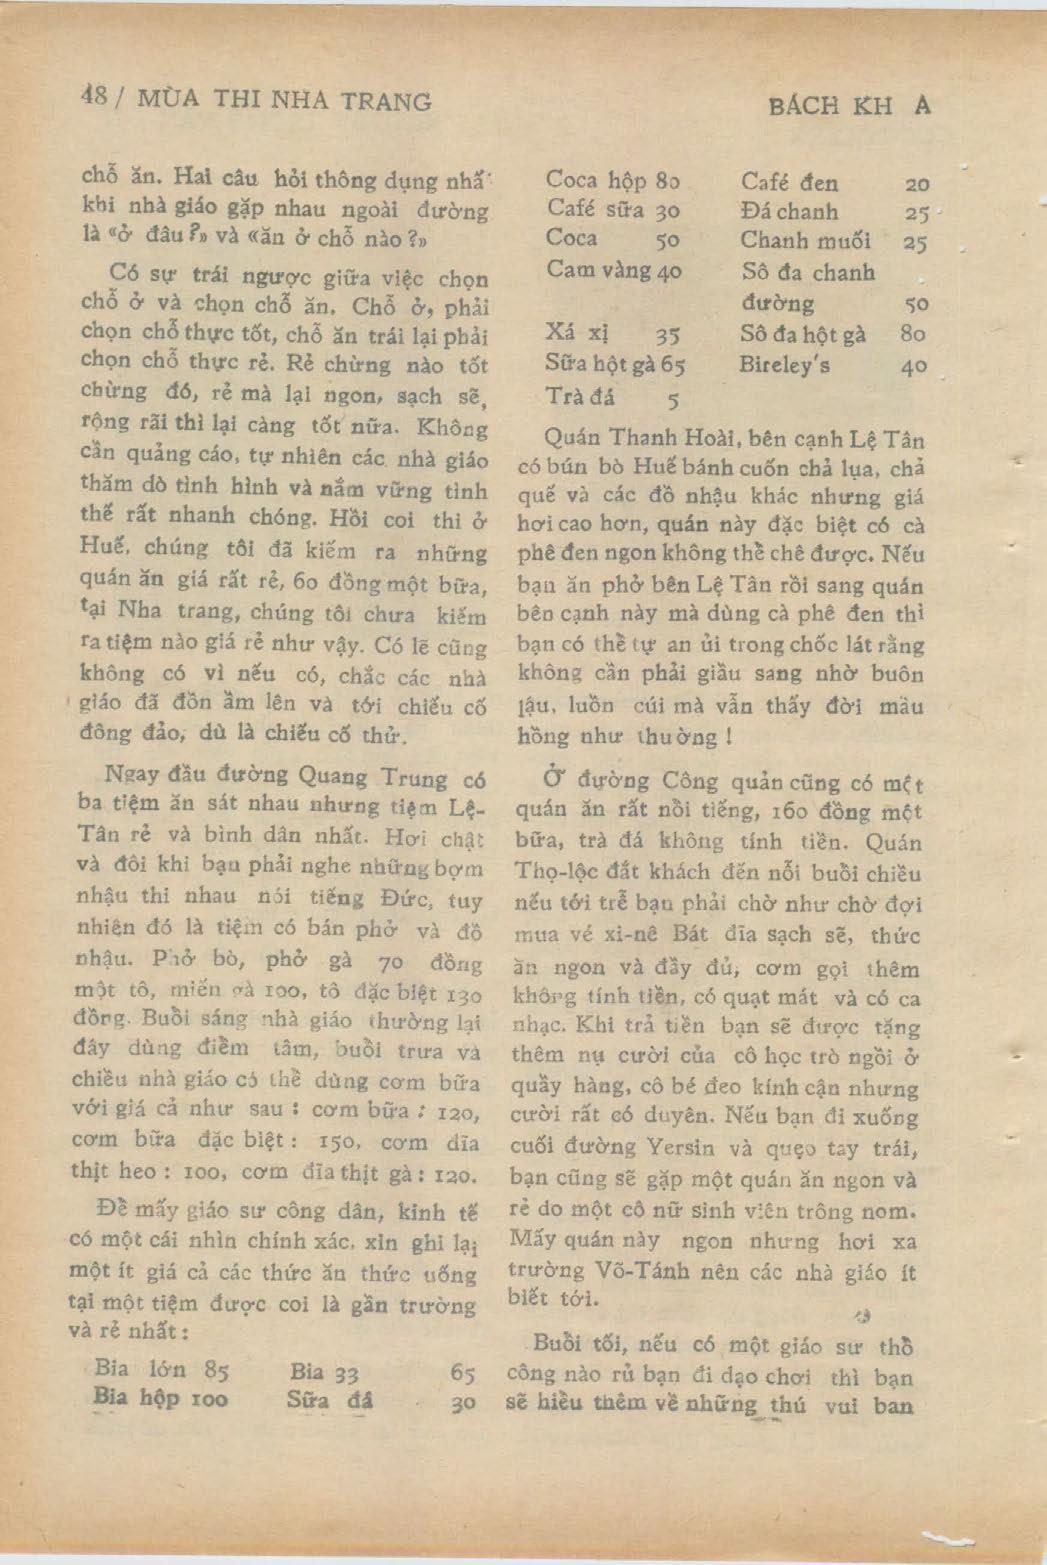 48 / MÙA THI NHA TRANG
BÁCH KH A
chỗ ăn. Hai câu hỏi thông dụng nhấ
khi nhà giáo gặp nhau ngoài đường
là «ở đâu ?» và «ăn ở chỗ nào ?»
Có sự trái ngược giữa việc chọn
chỗ ở và chọn chỗ ăn. Chỗ ở, phải
chọn chỗ thực tốt, chỗ ăn trái lại phải
chọn chỗ thực rẻ. Rẻ chừng nào tốt
chừng đó, rẻ mà lại ngon, sạch sẽ,
rộng rãi thì lại càng tốt nữa. Không
cần quảng cáo, tự nhiên các nhà giáo
thăm dò tình hình và nắm vững tình
thế rất nhanh chóng. Hồi coi thi ở
Huế, chúng tôi đã kiếm ra những
quán ăn giá rất rẻ, 60 đồng một bữa,
tại Nha trang, chúng tôi chưa kiếm
ra tiệm nào giá rẻ như vậy. Có lẽ cũng
không có vì nếu có, chắc các nhà
giáo đã đồn ầm lên và tới chiếu cố
đông đảo, dù là chiếu cố thử.
Ngay đầu đường Quang Trung có
ba tiệm ăn sát nhau nhưng tiệm Lệ-
Tân rẻ và bình dân nhất. Hơi chật
và đôi khi bạn phải nghe những bợm
nhậu thi nhau nói tiếng Đức, tuy
nhiên đó là tiệm có bán phở và đồ
nhậu. Phở bò, phở gà 70 đồng
một tô, miến gà 100, tô đặc biệt 130
đồng. Buổi sáng nhà giáo thường lại
đây dùng điểm tâm, buổi trưa và
chiều nhà giáo có thể dùng cơm bữa
với giá cả như sau : cơm bữa : 120,
cơm bữa đặc biệt : 150, cơm dĩa
thịt heo : 100, cơm đĩa thịt gà : 120.
Để mấy giáo sư công dân, kinh tế
có một cái nhìn chính xác, xin ghi lại
một ít giá cả các thức ăn thức uống
tại một tiệm được coi là gần trường
và rẻ nhất :
Bia lớn 85 Bia 33 65
Bia hộp 100 Sữa đá 30
Coca hộp 80 Café đen 20
Café sữa 30 Đá chanh 25
Coca 50 Chanh muối 25
Cam vàng 40 Sô đa chanh
đường 50
Xá xị 35 Sô đa hột gà 80
Sữa hột gà 65 Bireley's 40
Trà đá 5
Quán Thanh Hoài, bên cạnh Lệ Tân
có bún bò Huế bánh cuốn chả lụa, chả
quế và các đồ nhậu khác nhưng giá
hơi cao hơn, quán này đặc biệt có cà
phê đen ngon không thể chê được. Nếu
bạn ăn phở bên Lệ Tân rồi sang quán
bên cạnh này mà dùng cà phê đen thì
bạn có thể tự an ủi trong chốc lát rằng
không cần phải giầu sang nhờ buôn
lậu, luồn cúi mà vẫn thấy đời mầu
hồng như thường !
Ở đường Công quản cũng có một
quán ăn rất nổi tiếng, 160 đồng một
bữa, trà đá không tính tiền. Quán
Thọ-lộc đắt khách đến nỗi buổi chiều
nếu tới trễ bạn phải chờ như chờ đợi
mua vé xi-nê Bát đĩa sạch sẽ, thức
ăn ngon và đầy đủ, cơm gọi thêm
không tính tiền, có quạt mát và có ca
nhạc. Khi trả tiền bạn sẽ được tặng
thêm nụ cười của cô học trò ngồi ở
quầy hàng, cô bé đeo kính cận nhưng
cười rất có duyên. Nếu bạn đi xuống
cuối đường Yersin và quẹo tay trái,
bạn cũng sẽ gặp một quán ăn ngon và
rẻ do một cô nữ sinh viên trông nom.
Mấy quán này ngon nhưng hơi xa
trường Võ-Tánh nên các nhà giáo ít
biết tới.
Buổi tối, nếu có một giáo sư thổ
công nào rủ bạn đi dạo chơi thì bạn
sẽ hiểu thêm về những thú vui ban